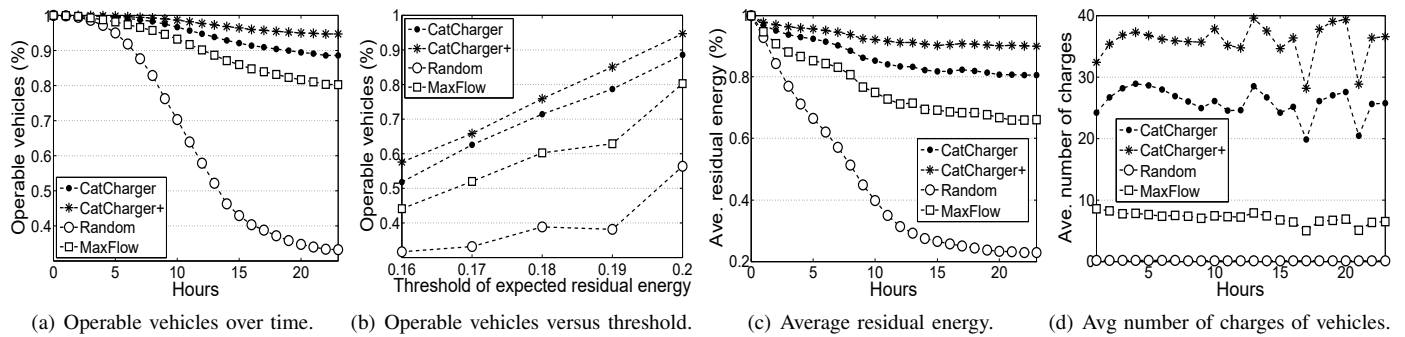 Operable vehicles (%)
1
0.9
0.8
0.7
0.6
0.5
0.4
CatCharger
CatCharger+
Random
MaxFlow
0 5 10 15 20
Hours
(a) Operable vehicles over time.
Operable vehicles (%)
1
0.9
0.8
0.7
0.6
0.5
0.4
CatCharger
CatCharger+
Random
MaxFlow
0.16 0.17 0.18 0.19 0.2
Threshold of expected residual energy
(b) Operable vehicles versus threshold.
Ave. residual energy (%)
1
0.8
0.6
0.4
0.2
CatCharger
CatCharger+
Random
MaxFlow
0 5 10 15 20
Hours
(c) Average residual energy.
Ave. number of charges
40
30
20
10
0
CatCharger
CatCharger+
Random
MaxFlow
5 10 15 20
Hours
(d) Avg number of charges of vehicles.